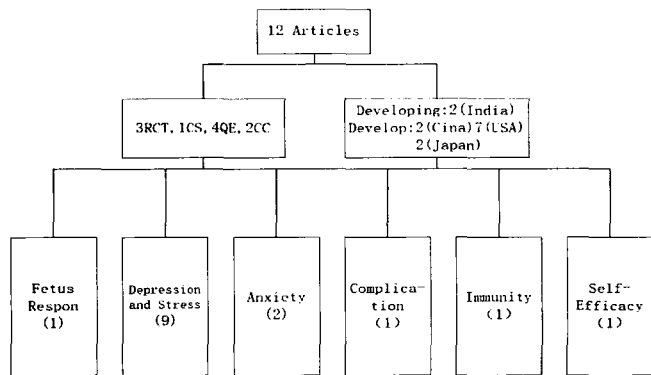 12 Articles
3RCT, 1CS, 4QE, 2CC
Developing:2(India)
Develop:2(Cina)7(USA)
2(Japan)
Fetus
Respon
(1)
Depression
and Stress
(9)
Anxiety
(2)
Complica-
tion
(1)
Immunity
(1)
Self-
Efficacy
(1)